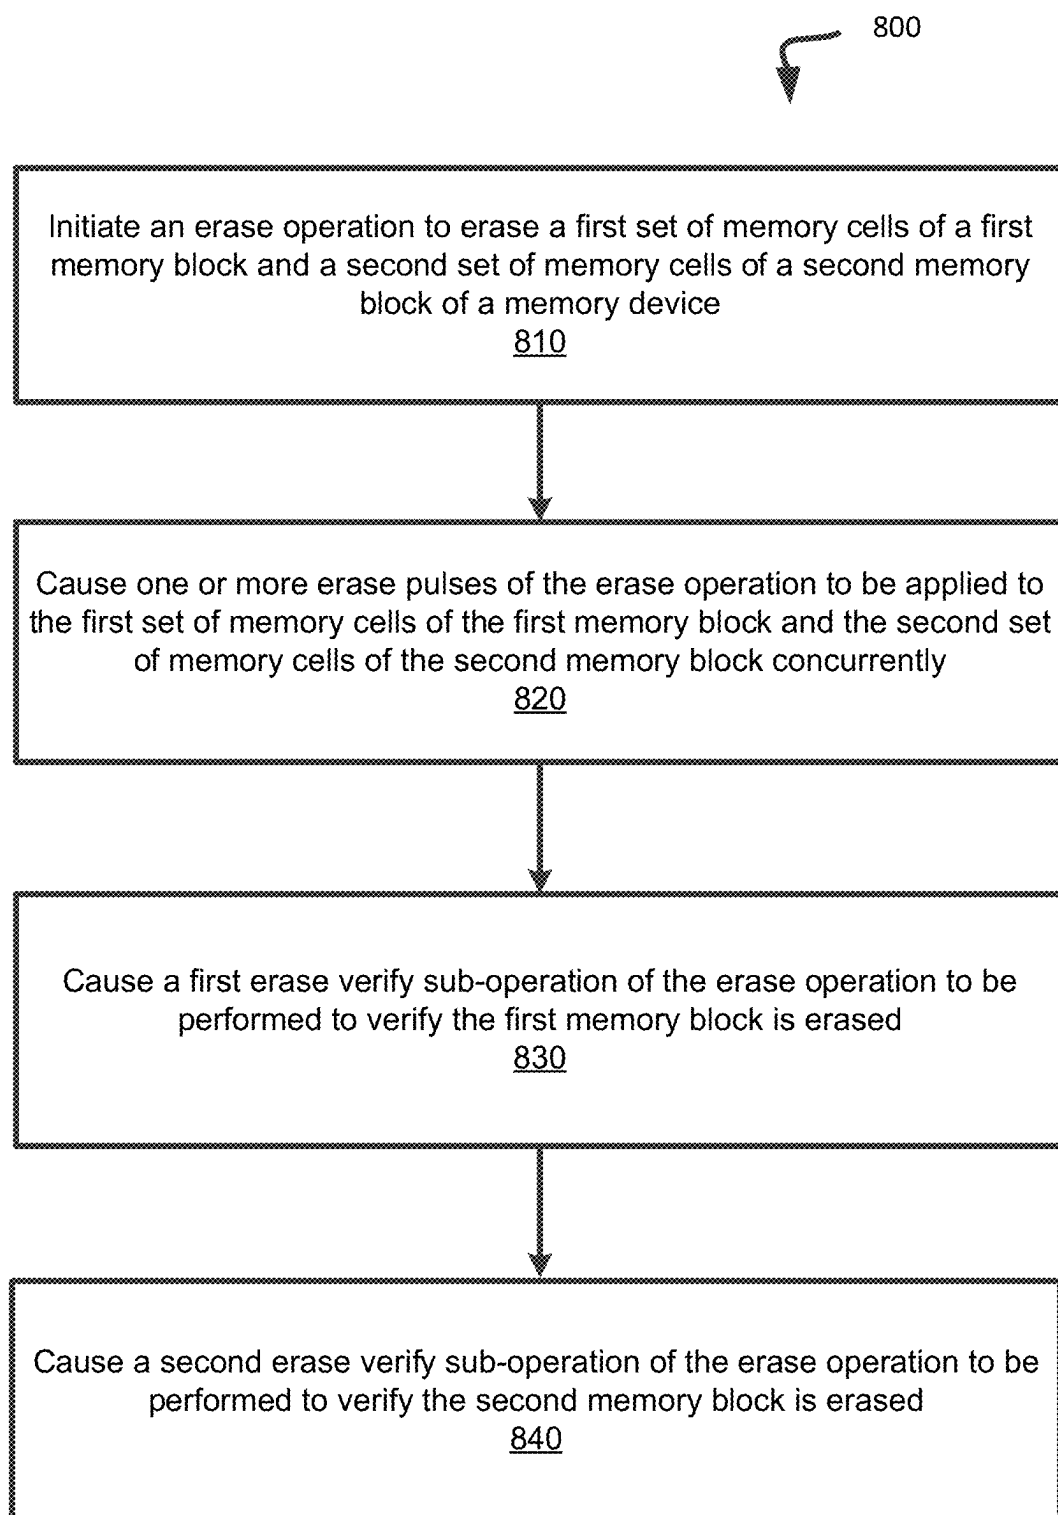 800
Initiate an erase operation to erase a first set of memory cells of a first
memory block and a second set of memory cells of a second memory
block of a memory device
810
Cause one or more erase pulses of the erase operation to be applied to
the first set of memory cells of the first memory block and the second set
of memory cells of the second memory block concurrently
820
Cause a first erase verify sub-operation of the erase operation to be
performed to verify the first memory block is erased
830
Cause a second erase verify sub-operation of the erase operation to be
performed to verify the second memory block is erased
840